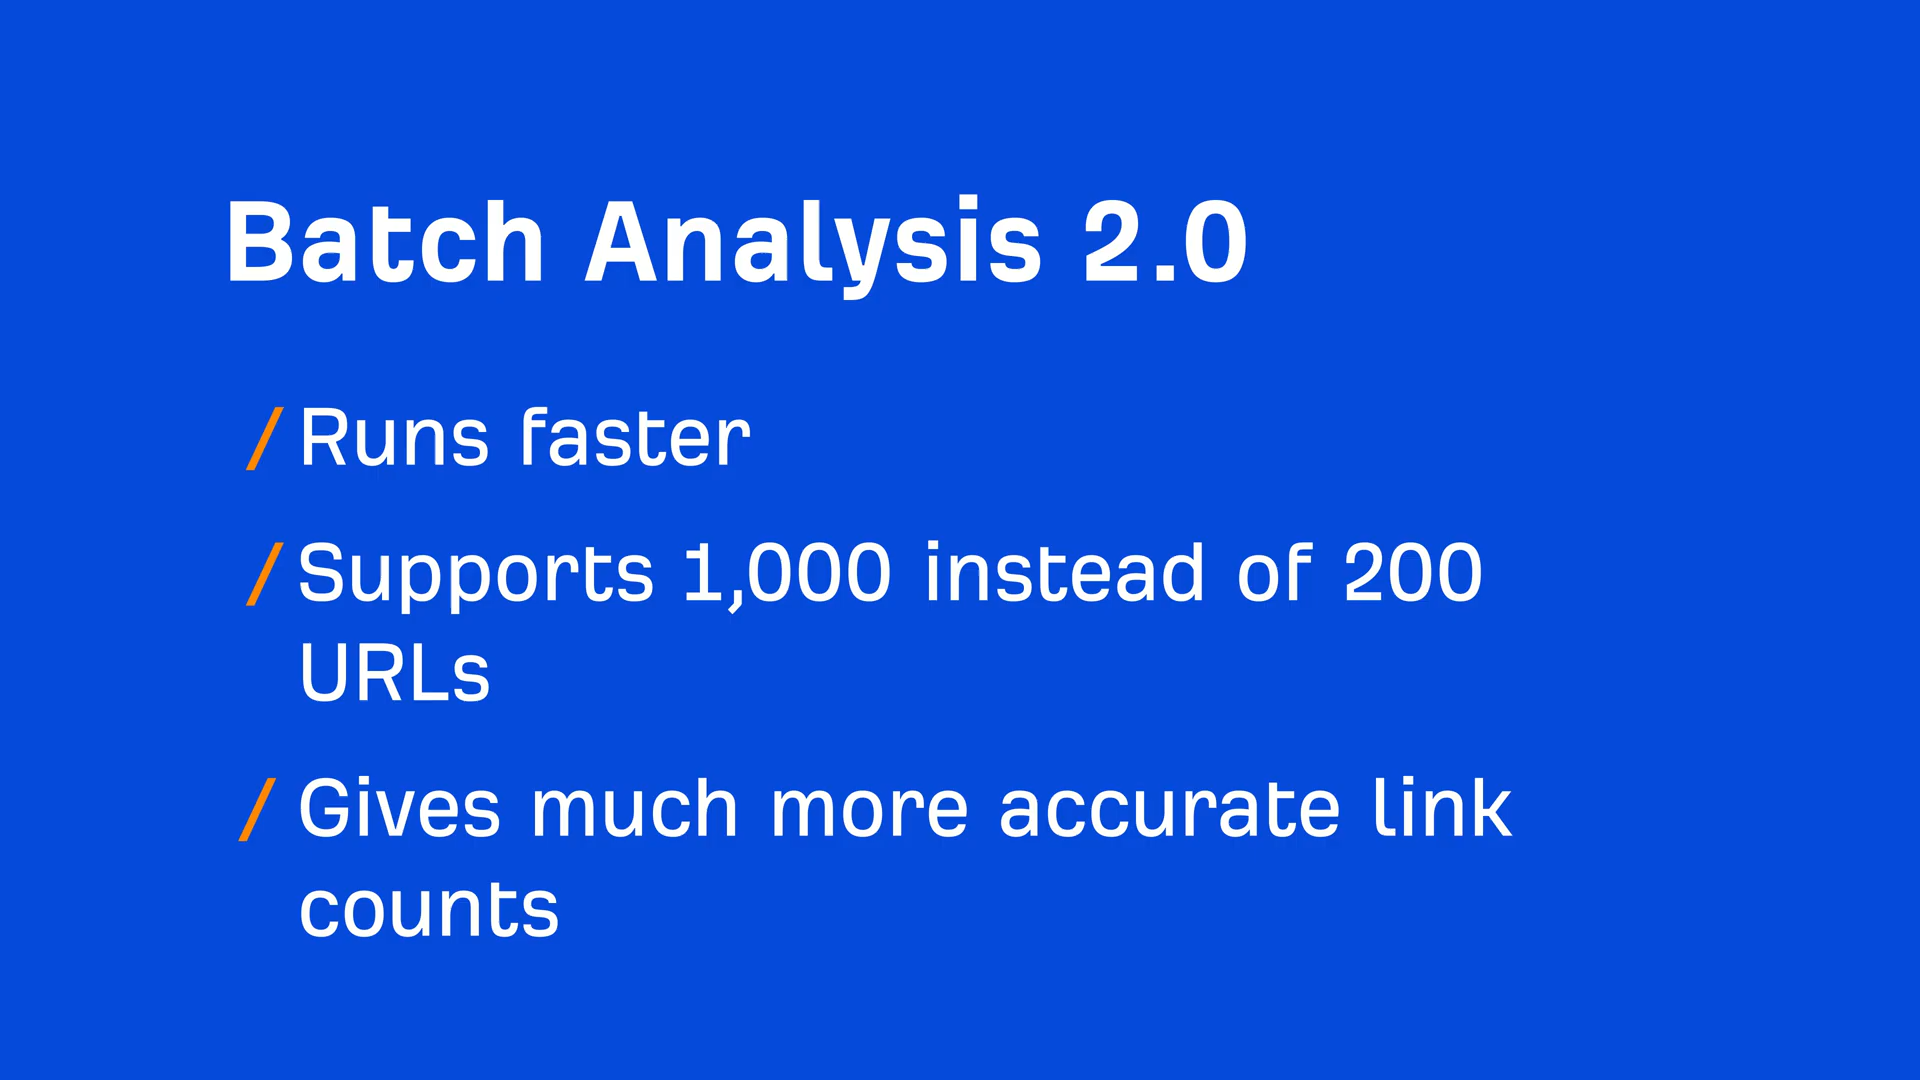 Batch Analysis 2.0
/ Runs faster
/ Supports 1,000 instead of 200
URLs
/ Gives much more accurate link
counts